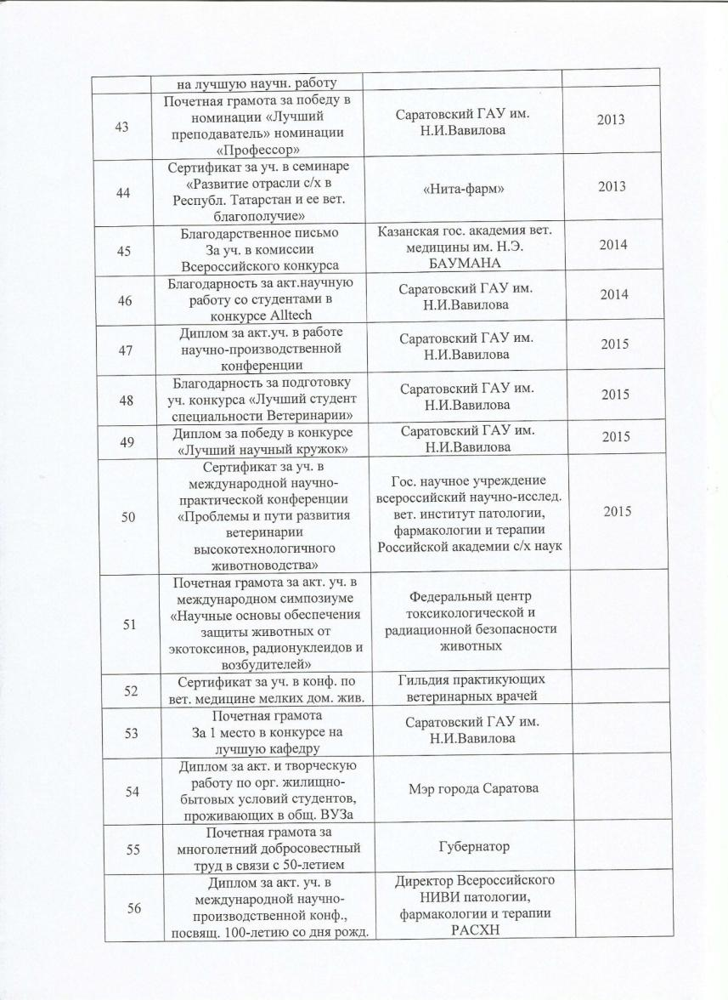 на лучшую научн. работу
43
Почетная грамота за победу в
номинации «Лучший
преподаватель» номинации
«Профессор»
Саратовский ГАУ им.
Н.И.Вавилова
2013
44
Сертификат за уч. в семинаре
«Развитие отрасли с/х в
Республ. Татарстан и ее вет.
благополучие»
«Нита-фарм»
2013
45
Благодарственное письмо
За уч. в комиссии
Всероссийского конкурса
Казанская гос. академия вет.
медицины им. Н.Э.
БАУМАНА
2014
46
Благодарность за акт.научную
работу со студентами в
конкурсе Alltech
Саратовский ГАУ им.
Н.И.Вавилова
2014
47
Диплом за акт.уч. в работе
научно-производственной
конференции
Саратовский ГАУ им.
Н.И.Вавилова
2015
48
Благодарность за подготовку
уч. конкурса «Лучший студент
специальности Ветеринарии»
Саратовский ГАУ им.
Н.И.Вавилова
2015
49
Диплом за победу в конкурсе
«Лучший научный кружок»
Саратовский ГАУ им.
Н.И.Вавилова
2015
50
Сертификат за уч. в
международной научно-
практической конференции
«Проблемы и пути развития
ветеринарии
высокотехнологичного
животноводства»
Гос. научное учреждение
всероссийский научно-исслед.
вет. институт патологии,
фармакологии и терапии
Российской академии с/х наук
2015
51
Почетная грамота за акт. уч. в
международном симпозиуме
«Научные основы обеспечения
защиты животных от
экотоксинов, радионуклеидов и
возбудителей»
Федеральный центр
токсикологической и
радиационной безопасности
животных
52
Сертификат за уч. в конф. по
вет. медицине мелких дом. жив.
Гильдия практикующих
ветеринарных врачей
53
Почетная грамота
За 1 место в конкурсе на
лучшую кафедру
Саратовский ГАУ им.
Н.И.Вавилова
54
Диплом за акт. и творческую
работу по орг. жилищно-
бытовых условий студентов,
проживающих в общ. ВУЗа
Мэр города Саратова
55
Почетная грамота за
многолетний добросовестный
труд в связи с 50-летием
Губернатор
56
Диплом за акт. уч. в
международной научно-
производственной конф.,
посвящ. 100-летию со дня рожд.
Директор Всероссийского
НИВИ патологии,
фармакологии и терапии
РАСХН